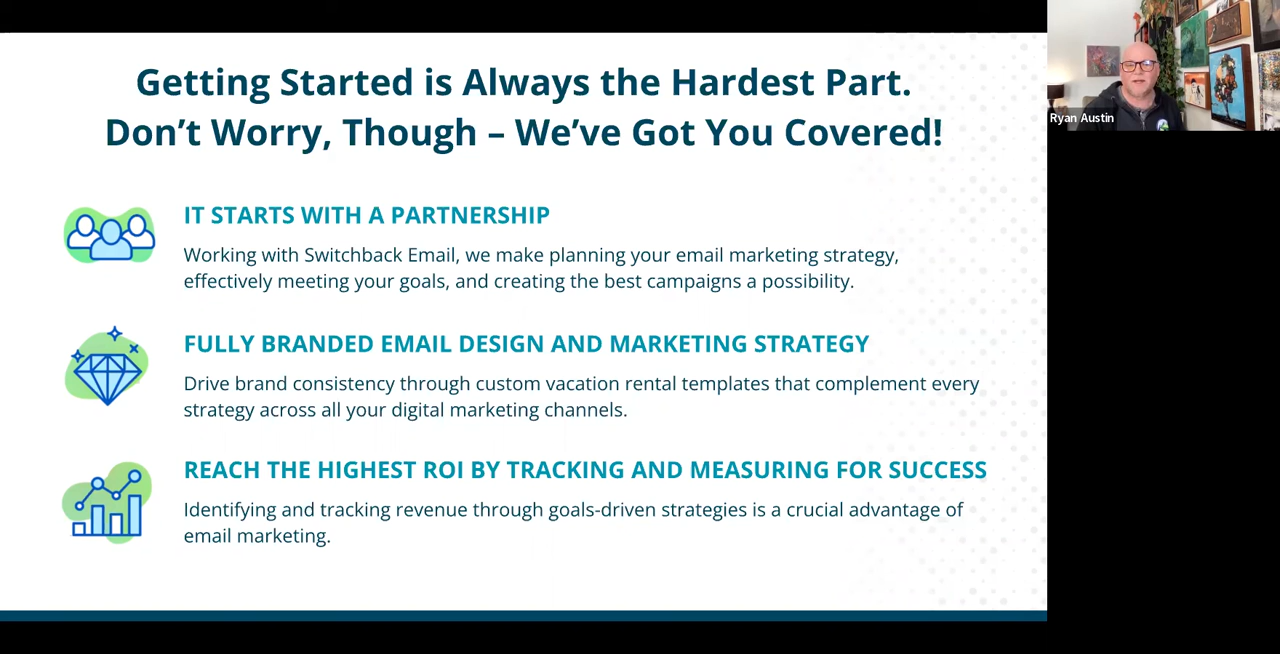 Getting Started is Always the Hardest Part.
Don’t Worry, Though – We’ve Got You Covered!
IT STARTS WITH A PARTNERSHIP
Working with Switchback Email, we make planning your email marketing strategy,
effectively meeting your goals, and creating the best campaigns a possibility.
FULLY BRANDED EMAIL DESIGN AND MARKETING STRATEGY
Drive brand consistency through custom vacation rental templates that complement every
strategy across all your digital marketing channels.
REACH THE HIGHEST ROI BY TRACKING AND MEASURING FOR SUCCESS
Identifying and tracking revenue through goals-driven strategies is a crucial advantage of
email marketing.
Ryan Austin